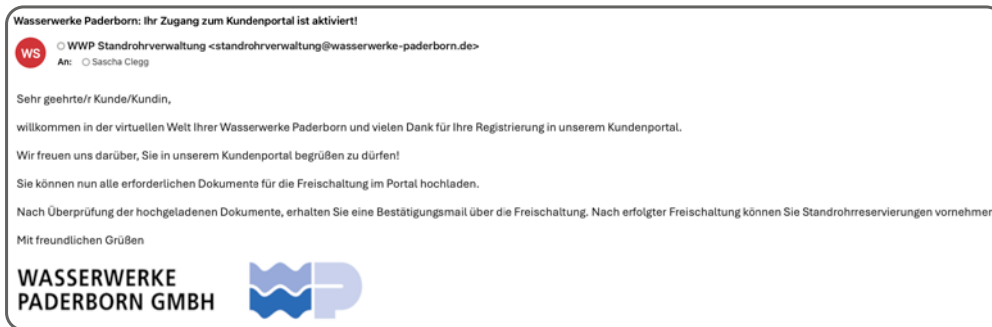 Wasserwerke Paderborn: Ihr Zugang zum Kundenportal ist aktiviert!
WS
WWP Standrohrverwaltung <standrohrverwaltung@wasserwerke-paderborn.de>
An: Sascha Clegg
Sehr geehrte/r Kunde/Kundin,
willkommen in der virtuellen Welt Ihrer Wasserwerke Paderborn und vielen Dank für Ihre Registrierung in unserem Kundenportal.
Wir freuen uns darüber, Sie in unserem Kundenportal begrüßen zu dürfen!
Sie können nun alle erforderlichen Dokumente für die Freischaltung im Portal hochladen.
Nach Überprüfung der hochgeladenen Dokumente, erhalten Sie eine Bestätigungsmail über die Freischaltung. Nach erfolgter Freischaltung können Sie Standrohrreservierungen vornehmen
Mit freundlichen Grüßen
WASSERWERKE
PADERBORN GMBH
WP